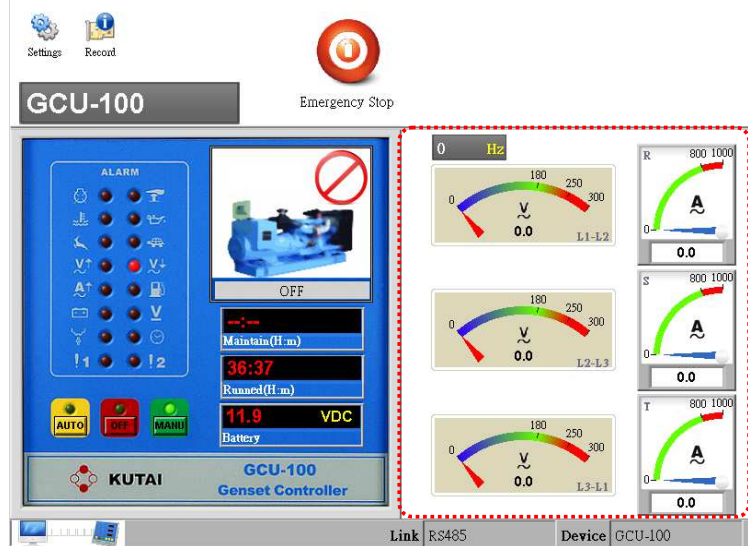 Settings
Record
Emergency Stop
GCU-100
ALARM
V↑
V↓
A↑
V
!1
!2
OFF
--:--
Maintain(H:m)
36:37
Runned(H:m)
11.9 VDC
Battery
AUTO
OFF
MANU
KUTAI
GCU-100
Genset Controller
0 Hz
0
180
250
300
V
0.0
L1-L2
R
800 1000
A
0
0.0
0
180
250
300
V
0.0
L2-L3
S
800 1000
A
0
0.0
0
180
250
300
V
0.0
L3-L1
T
800 1000
A
0
0.0
Link RS485
Device GCU-100